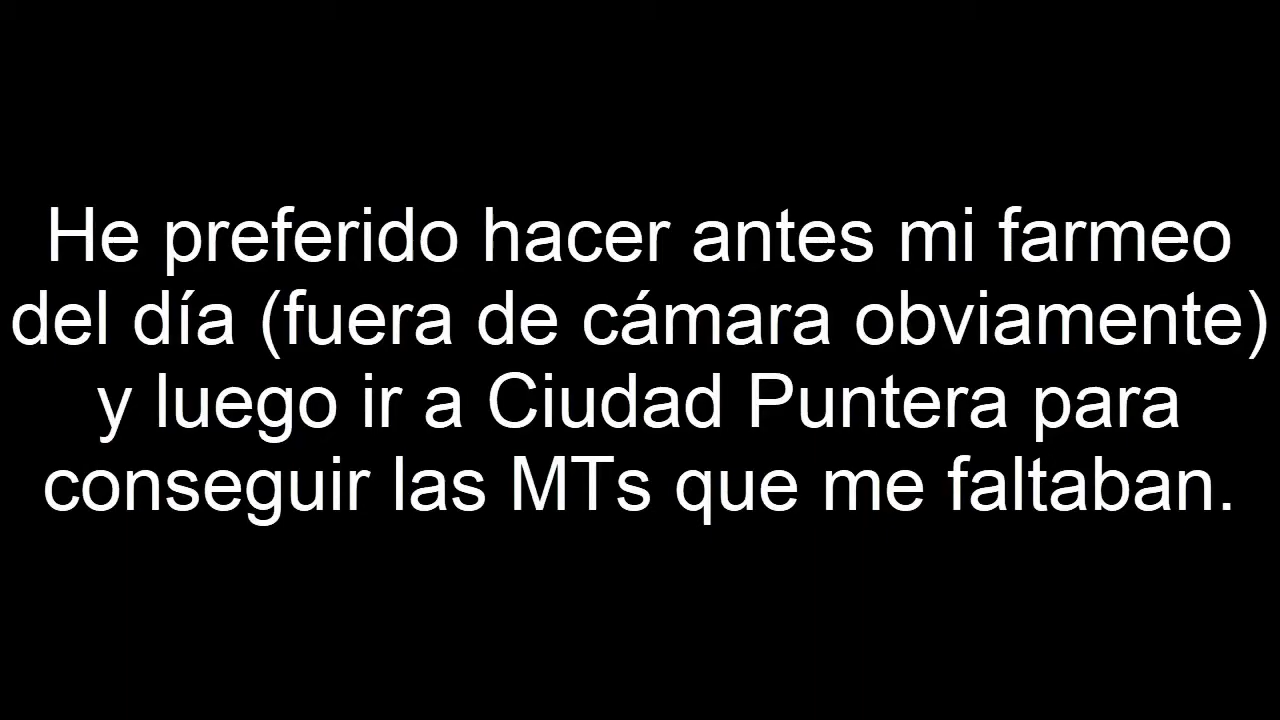 He preferido hacer antes mi farmeo
del día (fuera de cámara obviamente)
y luego ir a Ciudad Puntera para
conseguir las MTs que me faltaban.